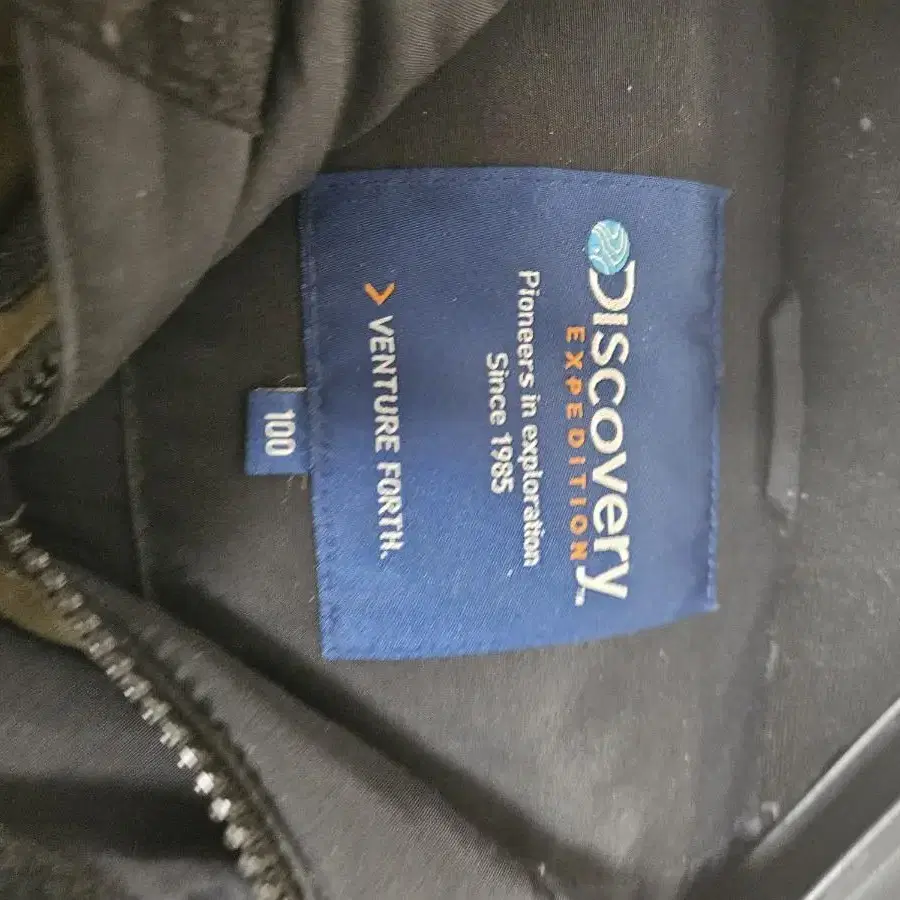 DISCOVERY
EXPEDITION
Pioneers in exploration
Since 1985
> VENTURE FORTH.
100